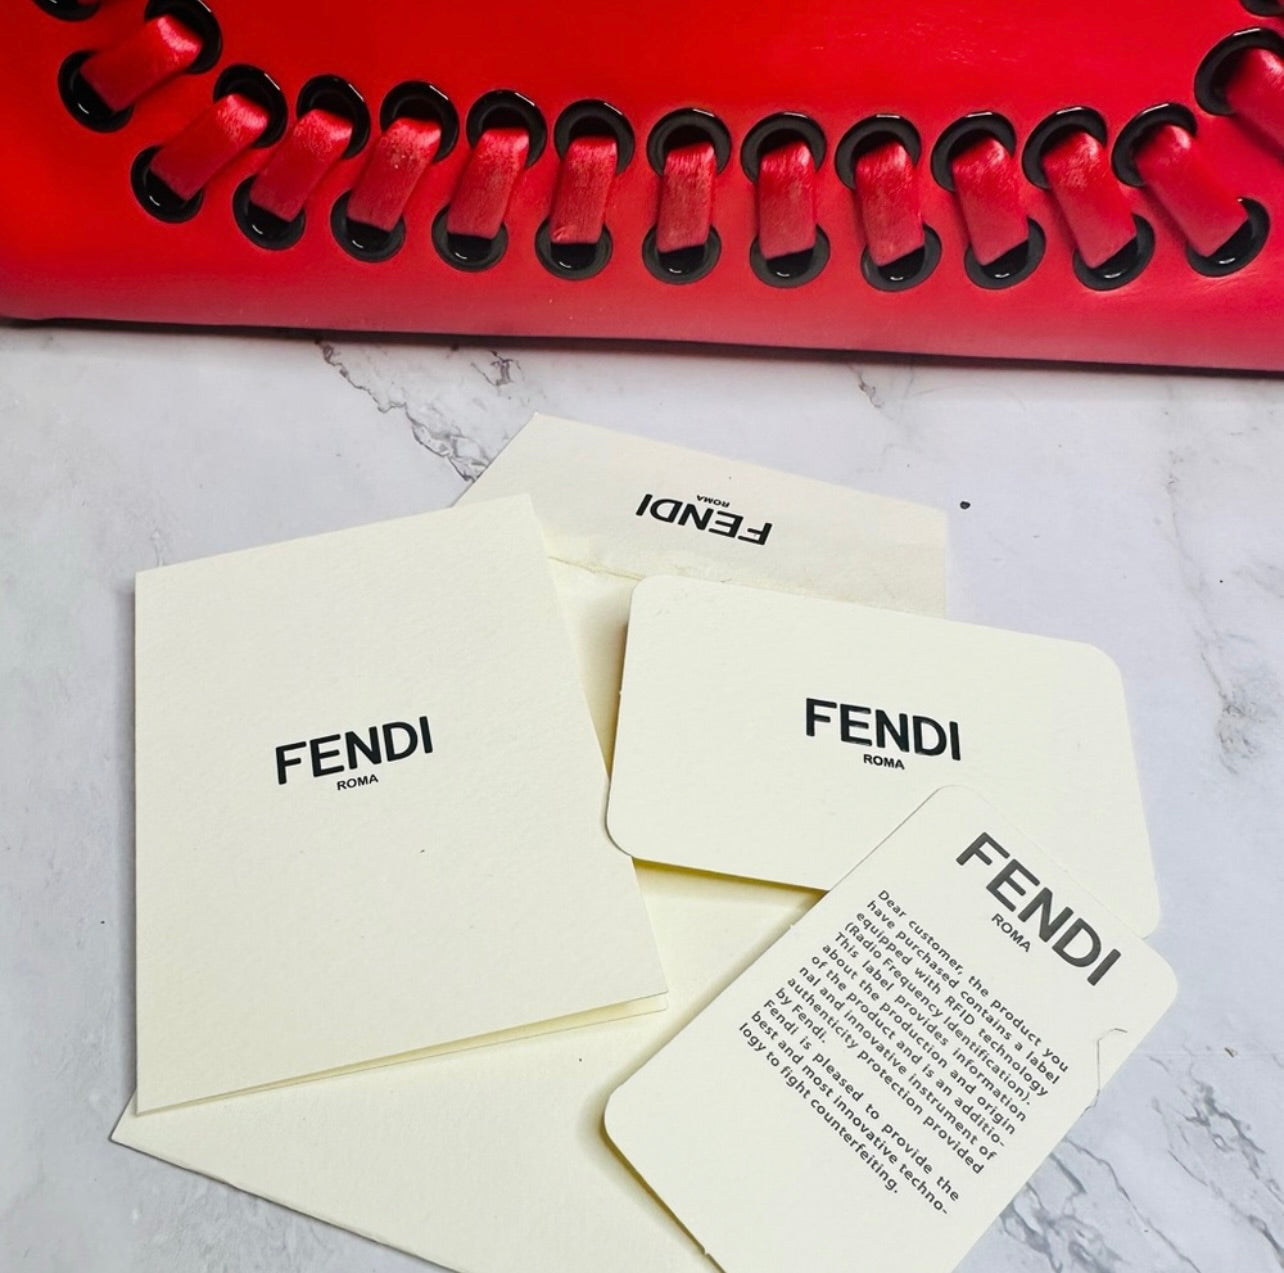 FENDI
ROMA
FENDI
ROMA
FENDI
ROMA
FENDI
ROMA
Dear customer, the product you
have purchased contains a label
equipped with RFID technology
(Radio Frequency Identification).
This label provides information
about the production and origin
of the product and is an additio-
nal and innovative instrument of
authenticity protection provided
by Fendi.
Fendi is pleased to provide the
best and most innovative techno-
logy to fight counterfeiting.